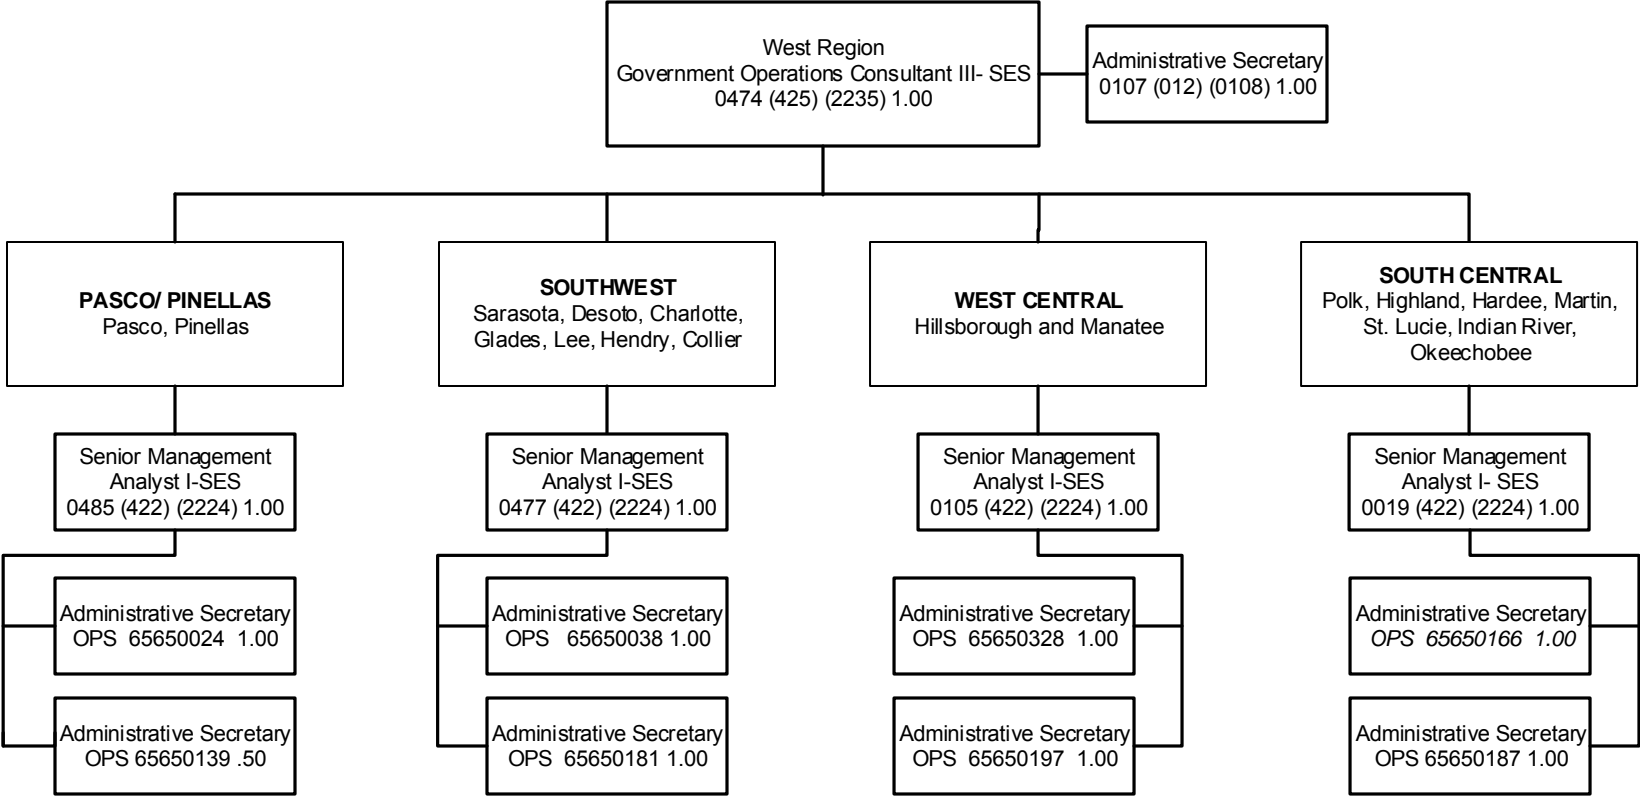 West Region
Government Operations Consultant III- SES
0474 (425) (2235) 1.00
Administrative Secretary
0107 (012) (0108) 1.00
PASCO/ PINELLAS
Pasco, Pinellas
SOUTHWEST
Sarasota, Desoto, Charlotte,
Glades, Lee, Hendry, Collier
WEST CENTRAL
Hillsborough and Manatee
SOUTH CENTRAL
Polk, Highland, Hardee, Martin,
St. Lucie, Indian River,
Okeechobee
Senior Management
Analyst I-SES
0485 (422) (2224) 1.00
Senior Management
Analyst I-SES
0477 (422) (2224) 1.00
Senior Management
Analyst I-SES
0105 (422) (2224) 1.00
Senior Management
Analyst I- SES
0019 (422) (2224) 1.00
Administrative Secretary
OPS 65650024 1.00
Administrative Secretary
OPS 65650038 1.00
Administrative Secretary
OPS 65650328 1.00
Administrative Secretary
OPS 65650166 1.00
Administrative Secretary
OPS 65650139 .50
Administrative Secretary
OPS 65650181 1.00
Administrative Secretary
OPS 65650197 1.00
Administrative Secretary
OPS 65650187 1.00